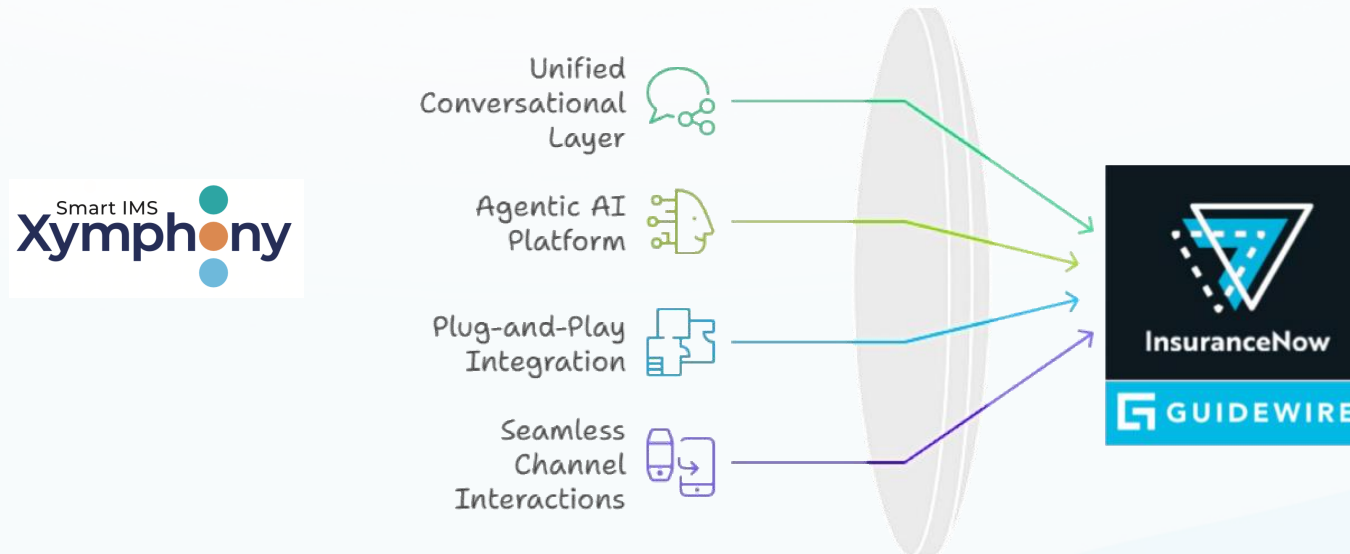 Smart IMS
Xymphony
Unified
Conversational
Layer
Agentic AI
Platform
Plug-and-Play
Integration
Seamless
Channel
Interactions
InsuranceNow
GUIDEWIRE